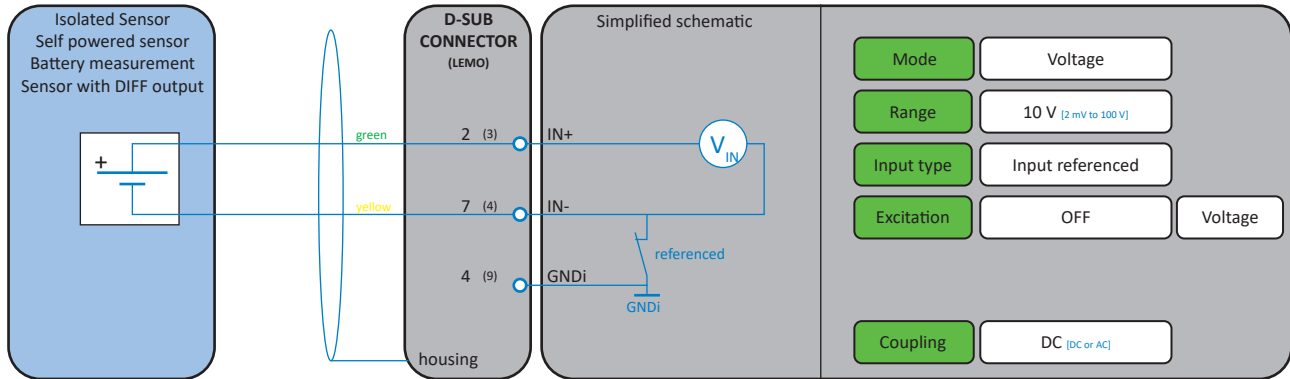 Isolated Sensor
Self powered sensor
Battery measurement
Sensor with DIFF output
+
green
yellow
D-SUB
CONNECTOR
(LEMO)
2 (3)
7 (4)
4 (9)
housing
Simplified schematic
IN+
VIN
IN-
referenced
GNDi
GNDi
Mode Voltage
Range 10 V [2 mV to 100 V]
Input type Input referenced
Excitation OFF Voltage
Coupling DC [DC or AC]